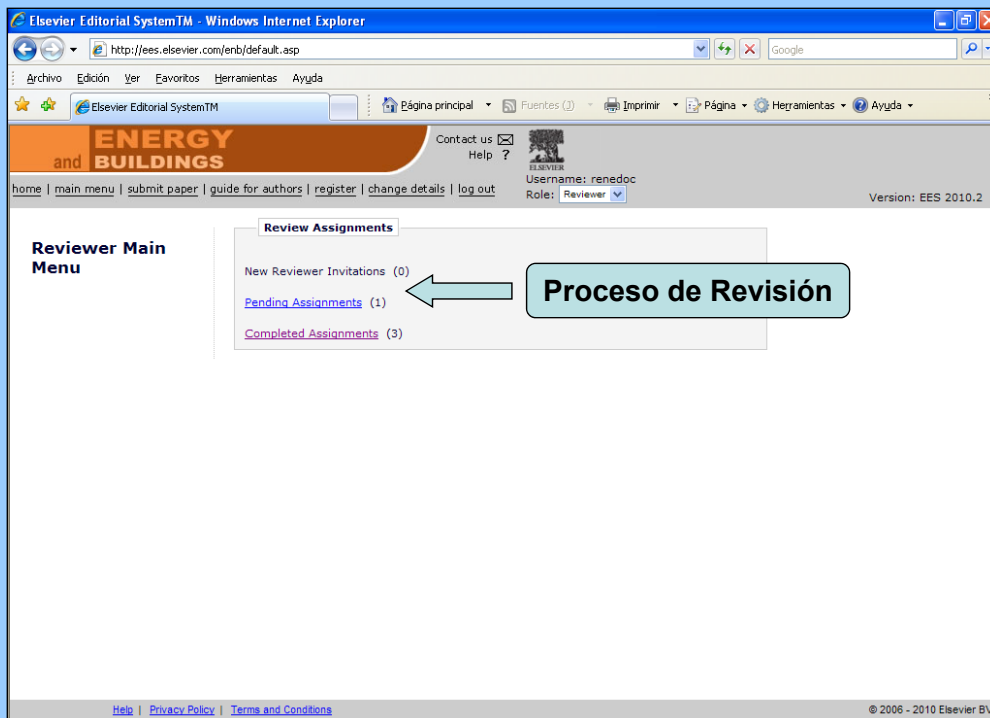 Elsevier Editorial SystemTM - Windows Internet Explorer
http://ees.elsevier.com/enb/default.asp
Google
Archivo Edición Ver Favoritos Herramientas Ayuda
Elsevier Editorial SystemTM
Página principal Fuentes (J) Imprimir Página Herramientas Ayuda
ENERGY
and BUILDINGS
Contact us
Help ?
ELSEVIER
home | main menu | submit paper | guide for authors | register | change details | log out
Username: renedoc
Role: Reviewer
Version: EES 2010.2
Reviewer Main
Menu
Review Assignments
New Reviewer Invitations (0)
Pending Assignments (1)
Completed Assignments (3)
Proceso de Revisión
Help | Privacy Policy | Terms and Conditions
© 2006 - 2010 Elsevier BV